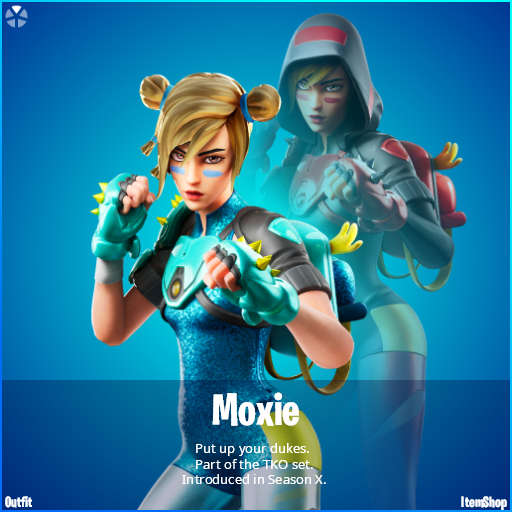 Moxie
Put up your dukes.
Part of the TKO set.
Introduced in Season X.
Outfit
ItemShop